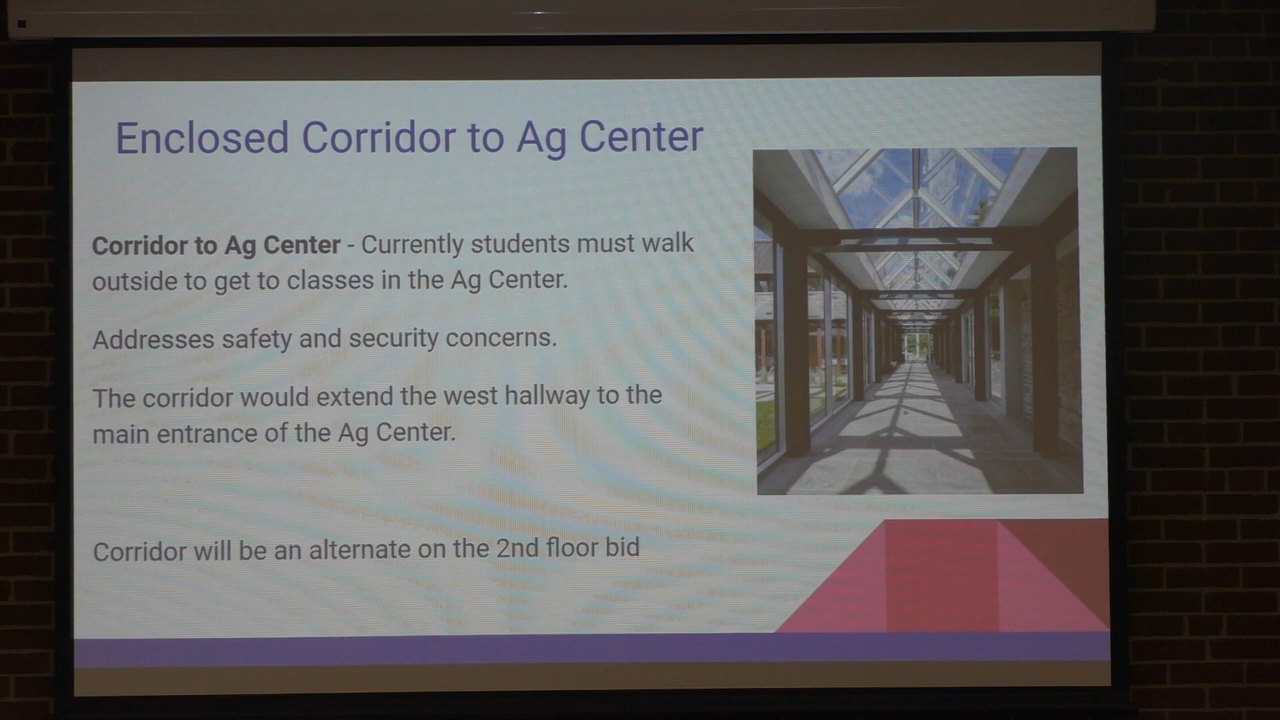 Enclosed Corridor to Ag Center
Corridor to Ag Center - Currently students must walk
outside to get to classes in the Ag Center.
Addresses safety and security concerns.
The corridor would extend the west hallway to the
main entrance of the Ag Center.
Corridor will be an alternate on the 2nd floor bid